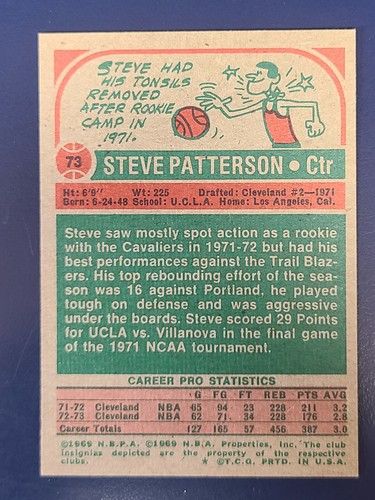 STEVE HAD
HIS TONSILS
REMOVED
AFTER ROOKIE
CAMP IN
1971.
73 STEVE PATTERSON • Ctr
Ht: 6'9" Wt: 225 Drafted: Cleveland #2—1971
Born: 6-24-48 School: U.C.L.A. Home: Los Angeles, Cal.
Steve saw mostly spot action as a rookie
with the Cavaliers in 1971-72 but had his
best performances against the Trail Blaz-
ers. His top rebounding effort of the sea-
son was 16 against Portland, he played
tough on defense and was aggressive
under the boards. Steve scored 29 Points
for UCLA vs. Villanova in the final game
of the 1971 NCAA tournament.
CAREER PRO STATISTICS
G FG FT REB PTS AVG
71-72 Cleveland NBA 65 94 23 228 211 3.2
72-73 Cleveland NBA 62 71 34 228 176 2.8
Career Totals 127 165 57 456 387 3.0
©1969 N.B.P.A. ©1969 N.B.A. Properties, Inc. The club
insignias depicted are the property of the respective
clubs. * ©T.C.G. PRTD. IN U.S.A.